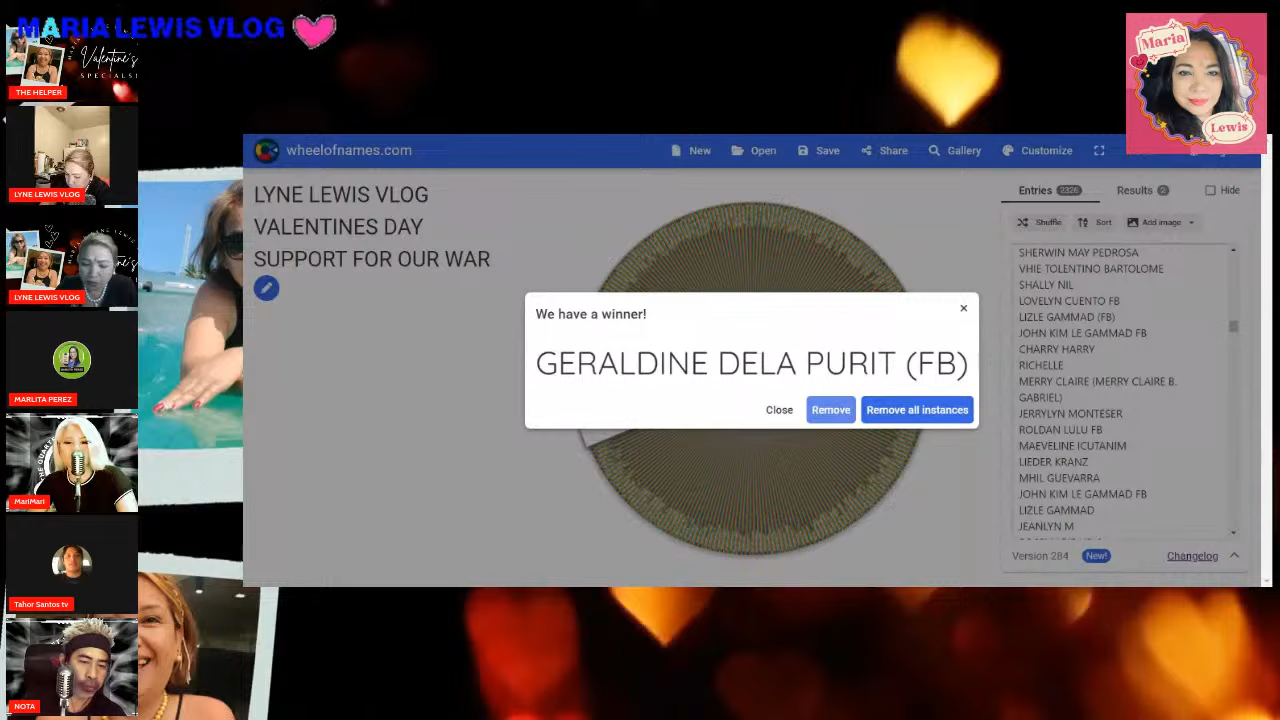 MARIA LEWIS VLOG
Valentine's
SPECIALS!
THE HELPER
LYNE LEWIS VLOG
LYNE LEWIS VLOG
MARLITA PEREZ
MariMari
Tahor Santos tv
NOTA
Maria
Lewis
wheelofnames.com
New
Open
Save
Share
Gallery
Customize
LYNE LEWIS VLOG
VALENTINES DAY
SUPPORT FOR OUR WAR
We have a winner!
×
GERALDINE DELA PURIT (FB)
Close
Remove
Remove all instances
Entries 2326
Results 2
Hide
Shuffle
Sort
Add image
SHERWIN MAY PEDROSA
VHIE TOLENTINO BARTOLOME
SHALLY NIL
LOVELYN CUENTO FB
LIZLE GAMMAD (FB)
JOHN KIM LE GAMMAD FB
CHARRY HARRY
RICHELLE
MERRY CLAIRE (MERRY CLAIRE B.
GABRIEL)
JERRYLYN MONTESER
ROLDAN LULU FB
MAEVELINE ICUTANIM
LIEDER KRANZ
MHIL GUEVARRA
JOHN KIM LE GAMMAD FB
LIZLE GAMMAD
JEANLYN M
Version 284
New!
Changelog